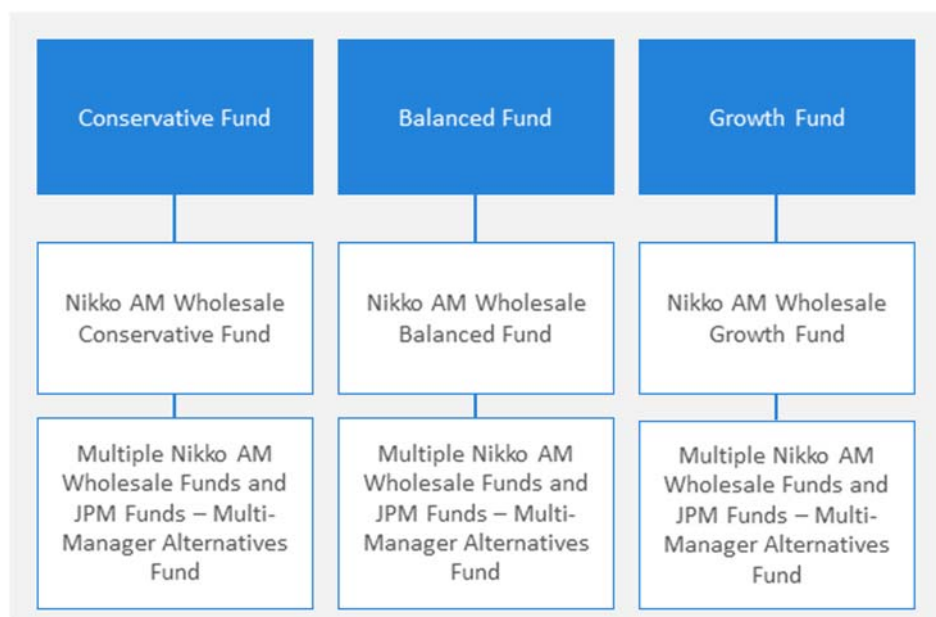 Conservative Fund
Balanced Fund
Growth Fund
Nikko AM Wholesale
Conservative Fund
Nikko AM Wholesale
Balanced Fund
Nikko AM Wholesale
Growth Fund
Multiple Nikko AM
Wholesale Funds and
JPM Funds – Multi-
Manager Alternatives
Fund
Multiple Nikko AM
Wholesale Funds and
JPM Funds – Multi-
Manager Alternatives
Fund
Multiple Nikko AM
Wholesale Funds and
JPM Funds – Multi-
Manager Alternatives
Fund